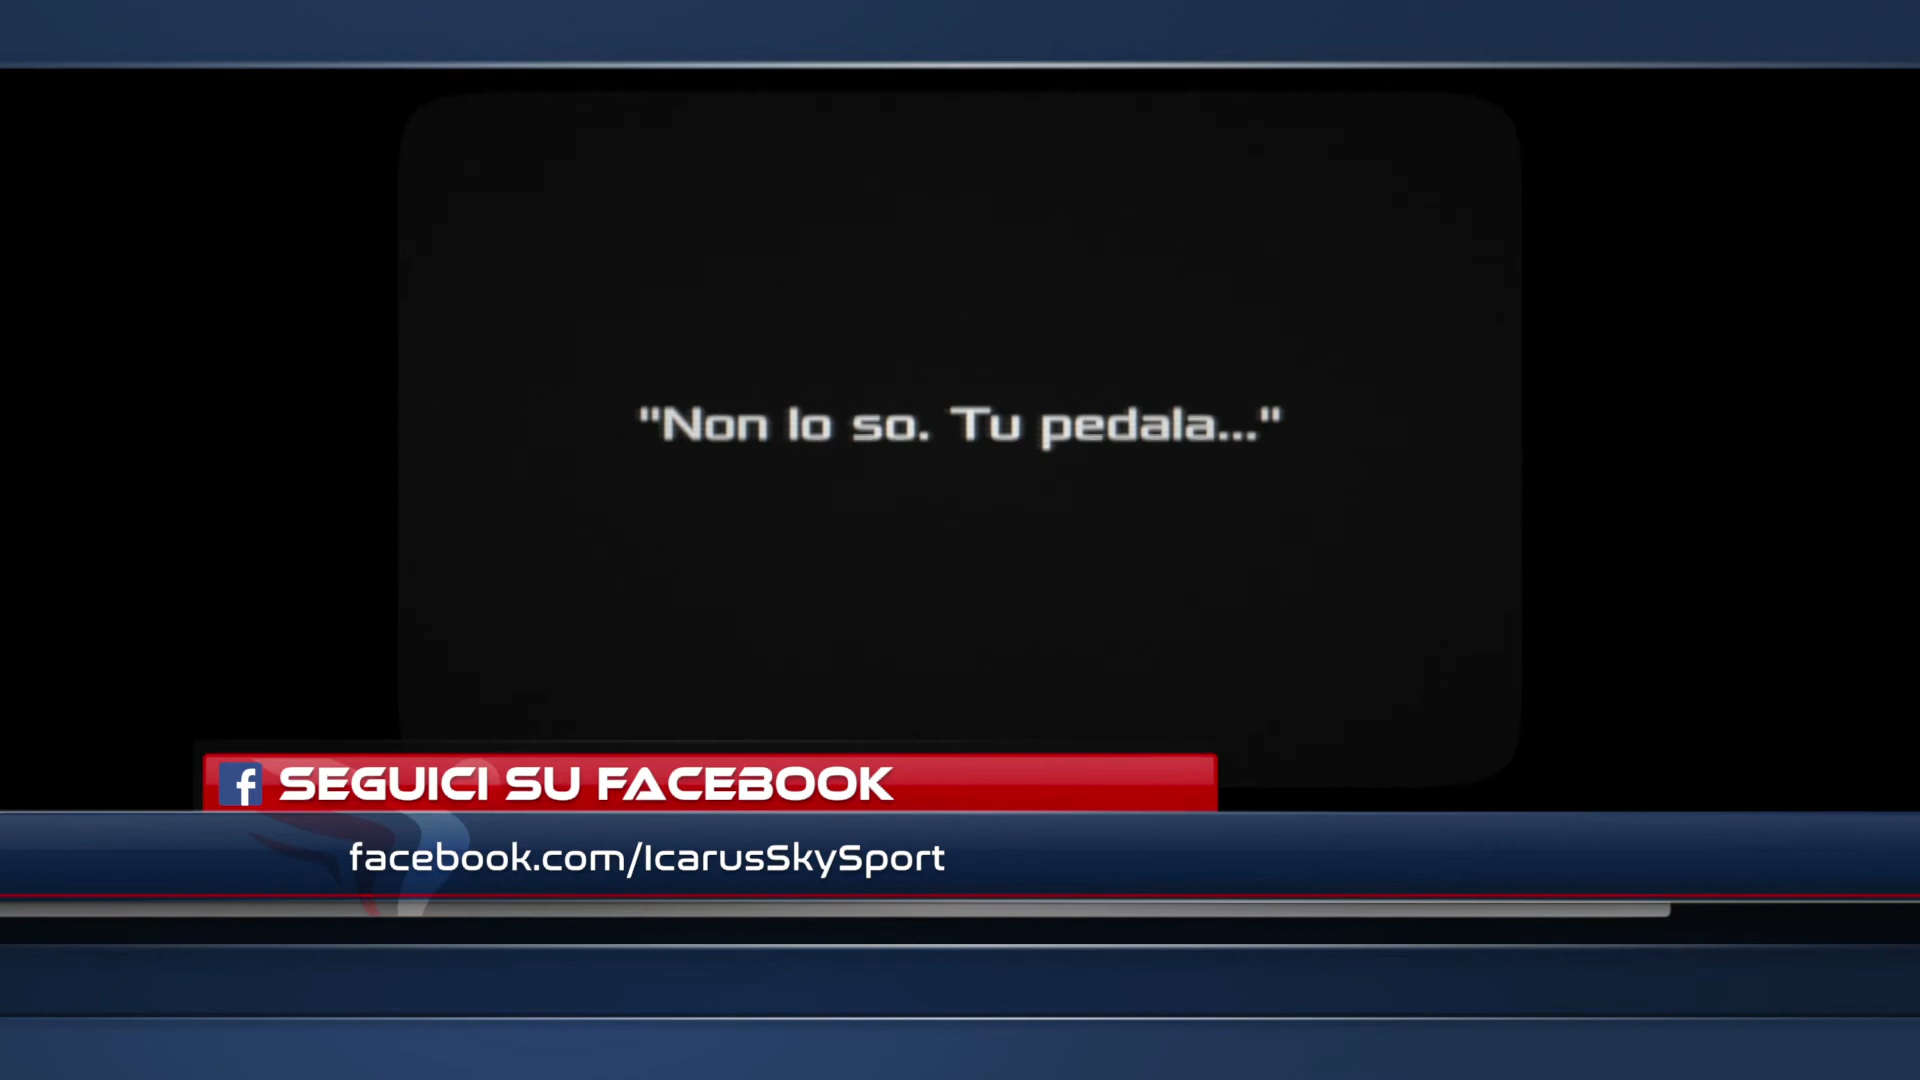 "Non lo so. Tu pedala..."
f SEGUICI SU FACEBOOK
facebook.com/IcarusSkySport